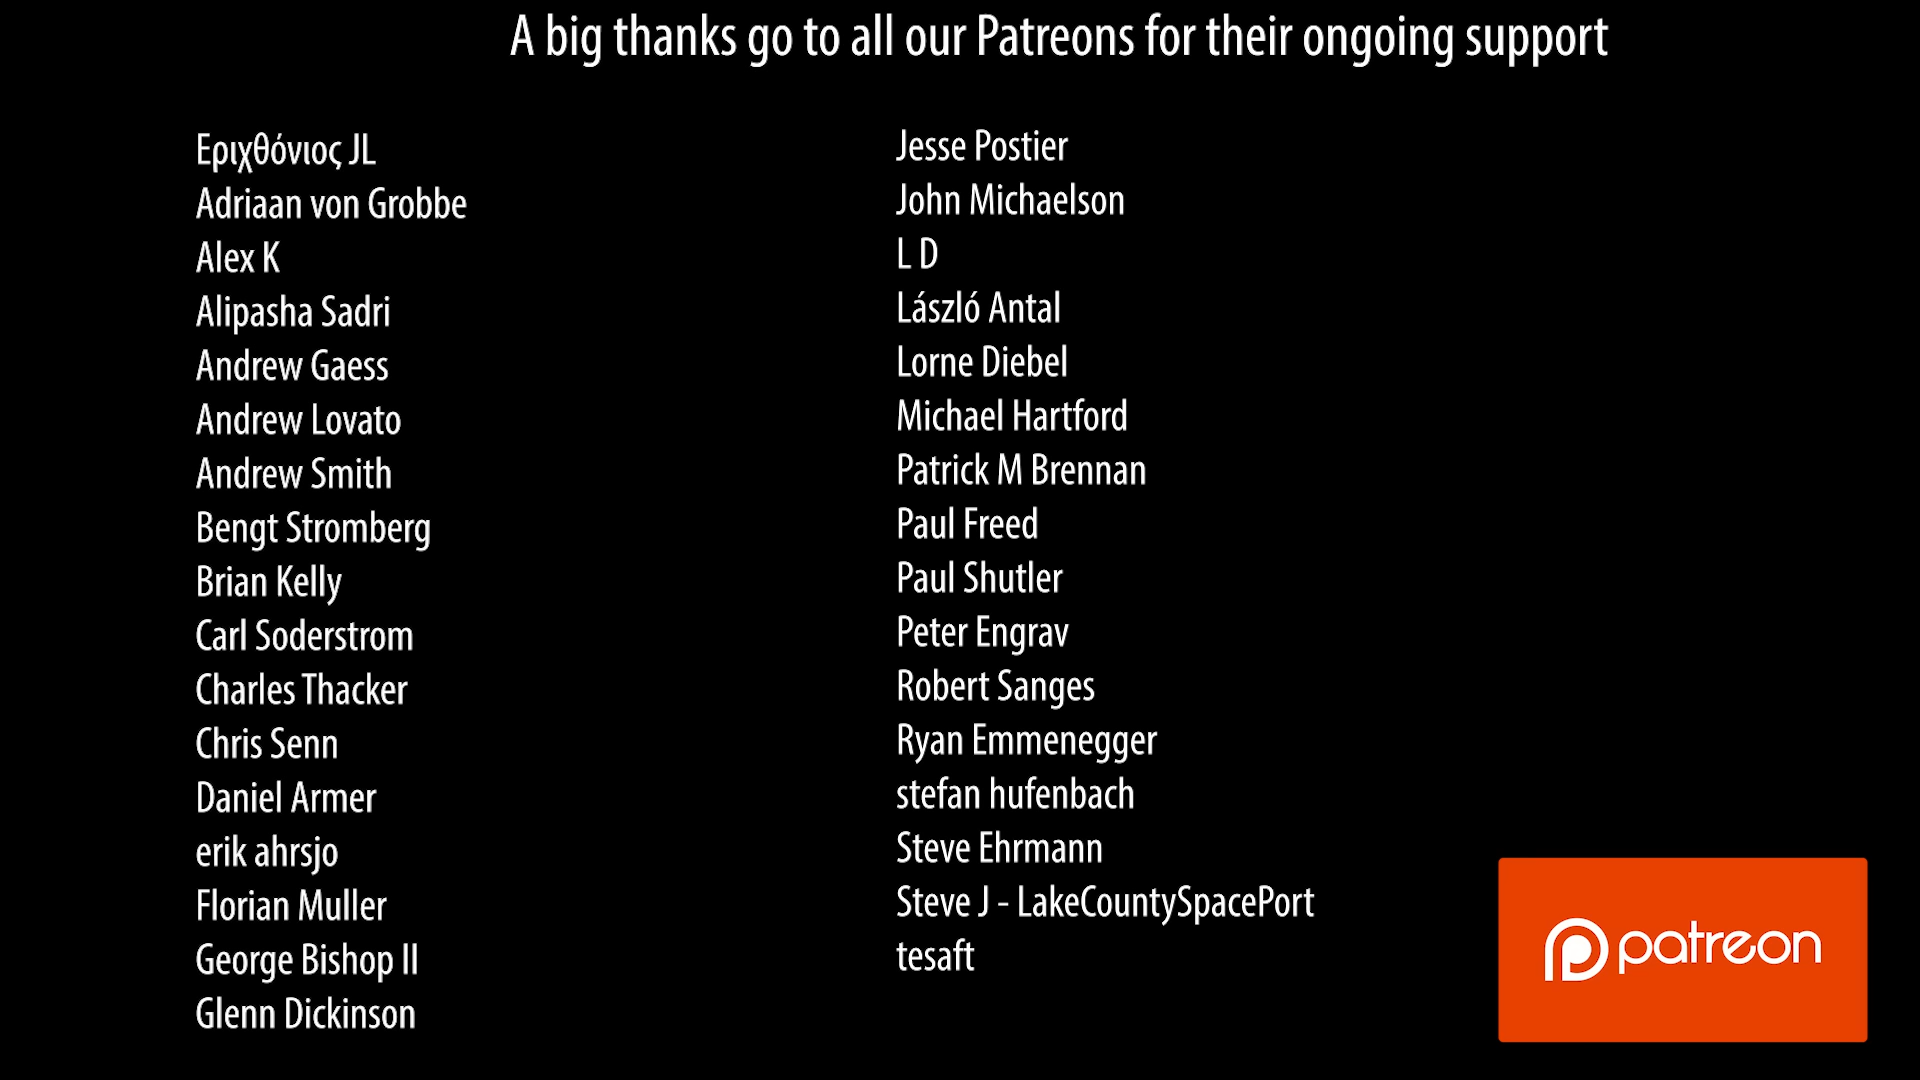 A big thanks go to all our Patreons for their ongoing support
Εριχθόνιος JL
Adriaan von Grobbe
Alex K
Alipasha Sadri
Andrew Gaess
Andrew Lovato
Andrew Smith
Bengt Stromberg
Brian Kelly
Carl Soderstrom
Charles Thacker
Chris Senn
Daniel Armer
erik ahrsjo
Florian Muller
George Bishop II
Glenn Dickinson
Jesse Postier
John Michaelson
L D
László Antal
Lorne Diebel
Michael Hartford
Patrick M Brennan
Paul Freed
Paul Shutler
Peter Engrav
Robert Sanges
Ryan Emmenegger
stefan hufenbach
Steve Ehrmann
Steve J - LakeCountySpacePort
tesaft
patreon